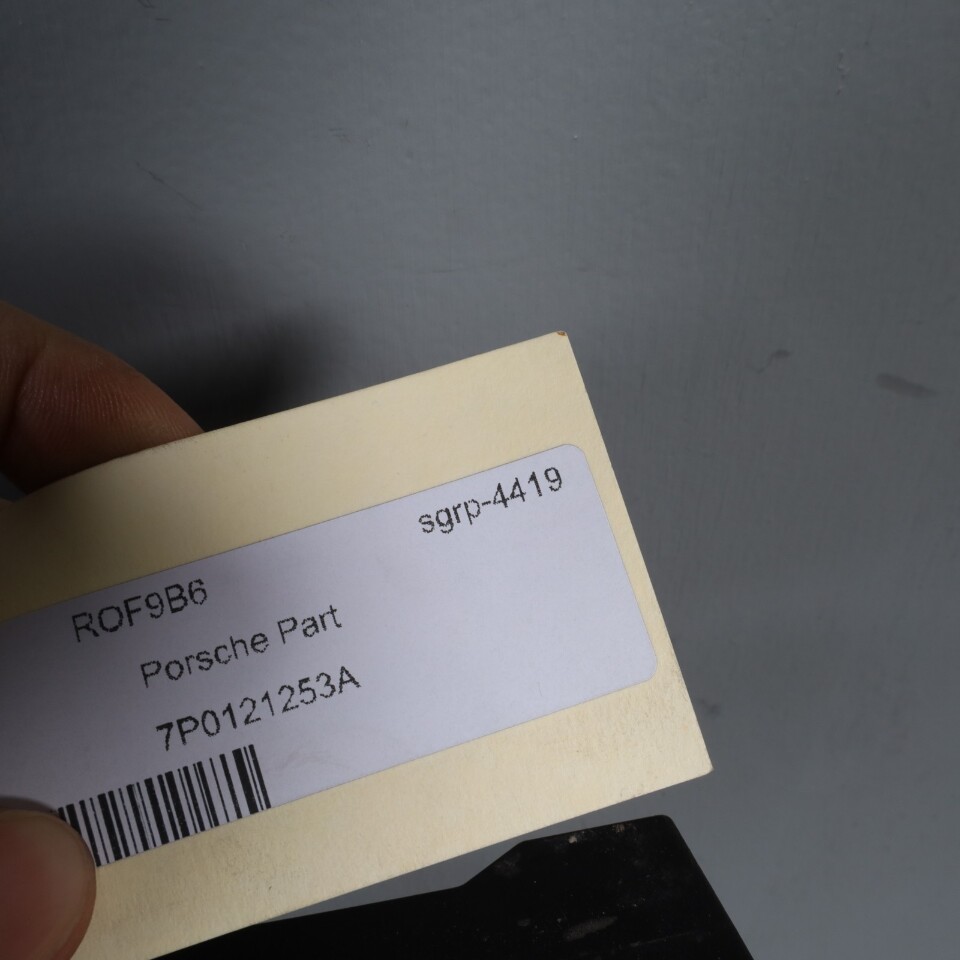 sgrp-4419
ROF9B6
Porsche Part
7P0121253A